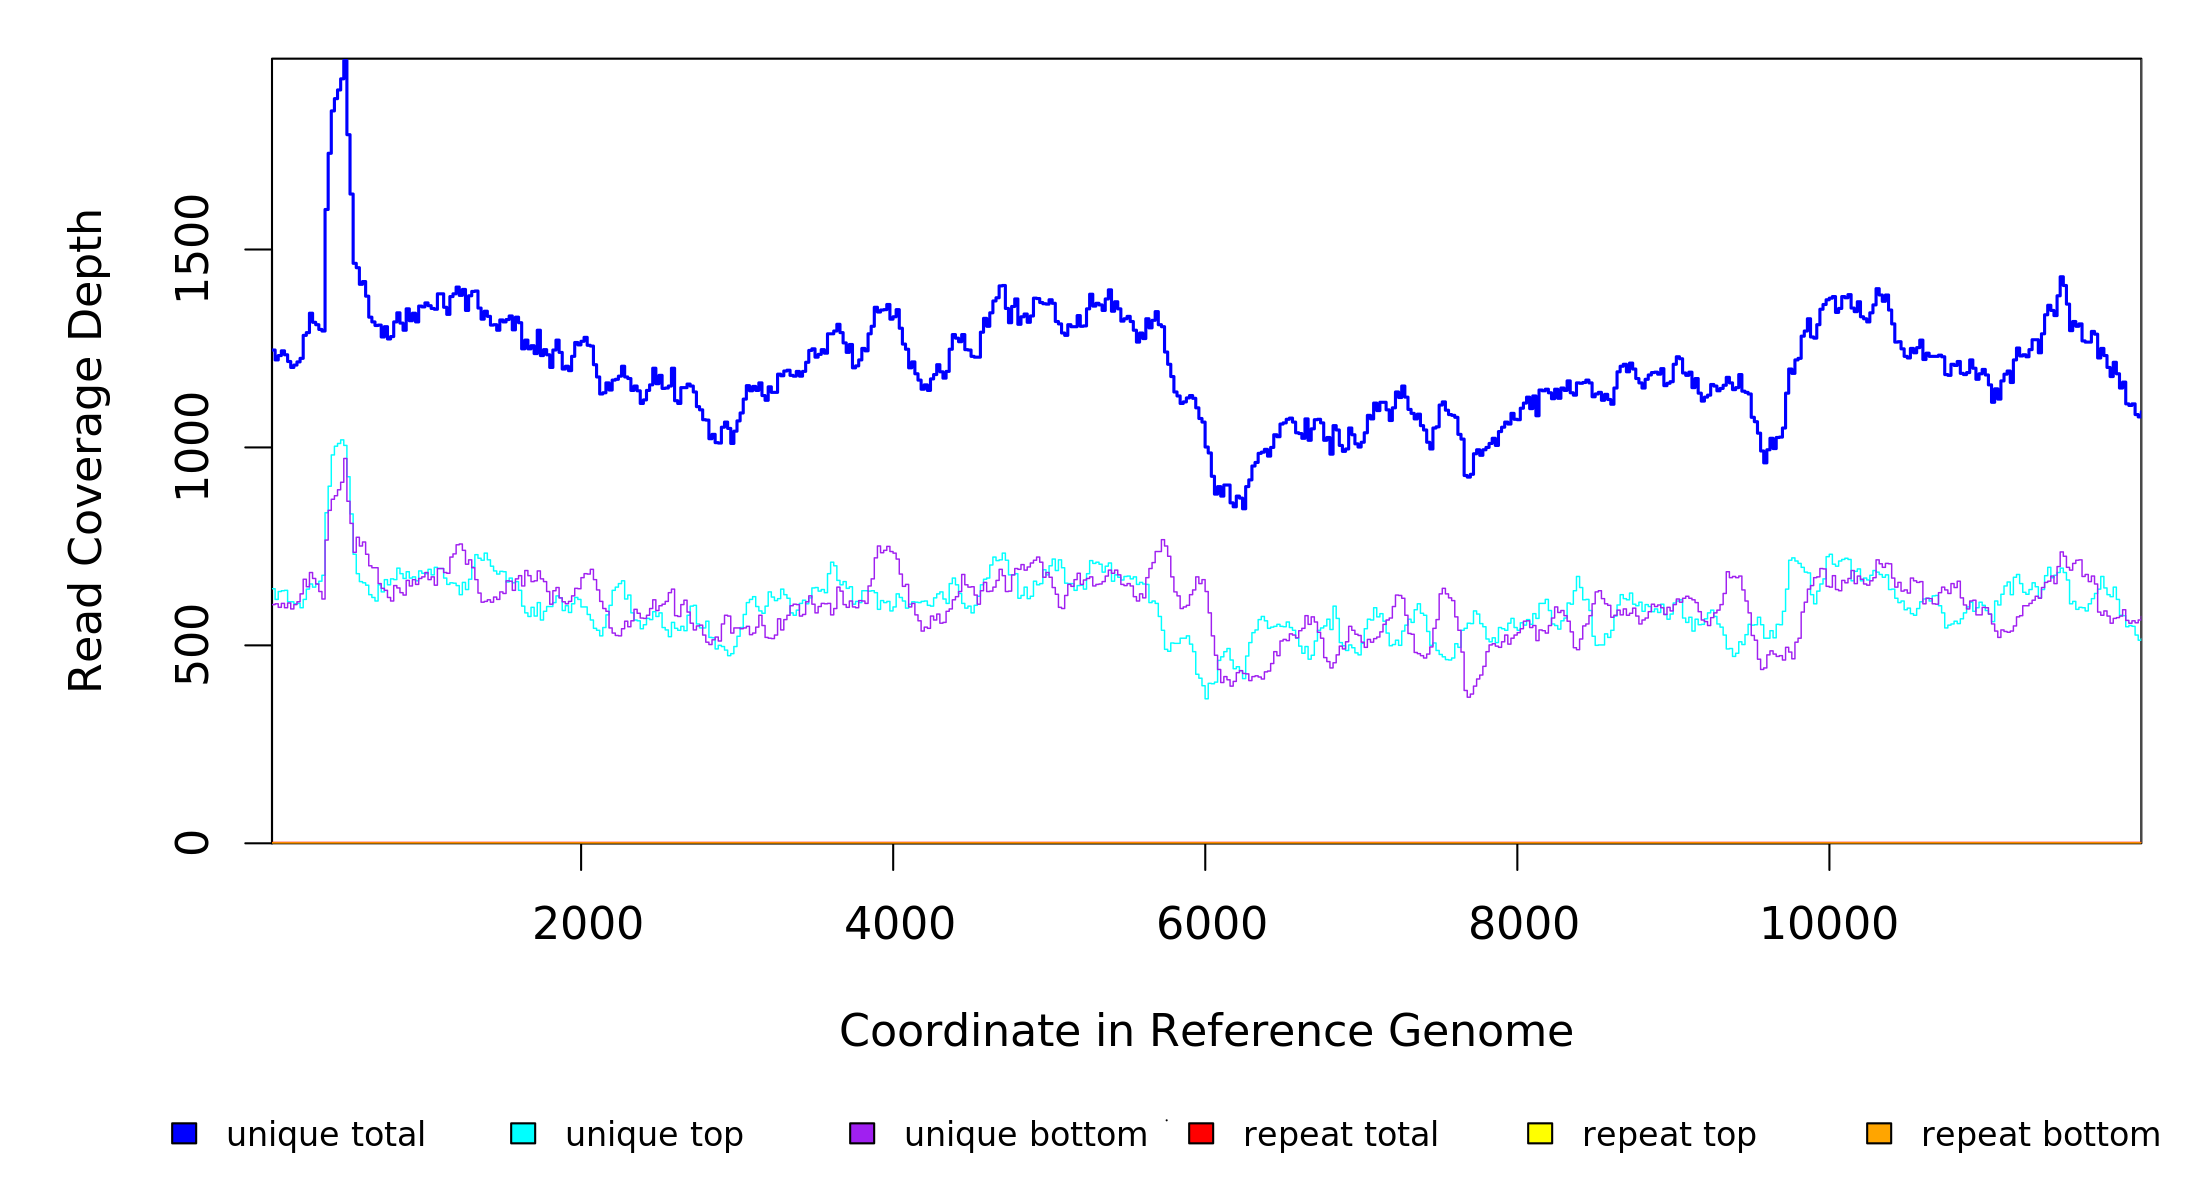 Read Coverage Depth
1500
1000
500
0
2000 4000 6000 8000 10000
Coordinate in Reference Genome
unique total unique top unique bottom repeat total repeat top repeat bottom